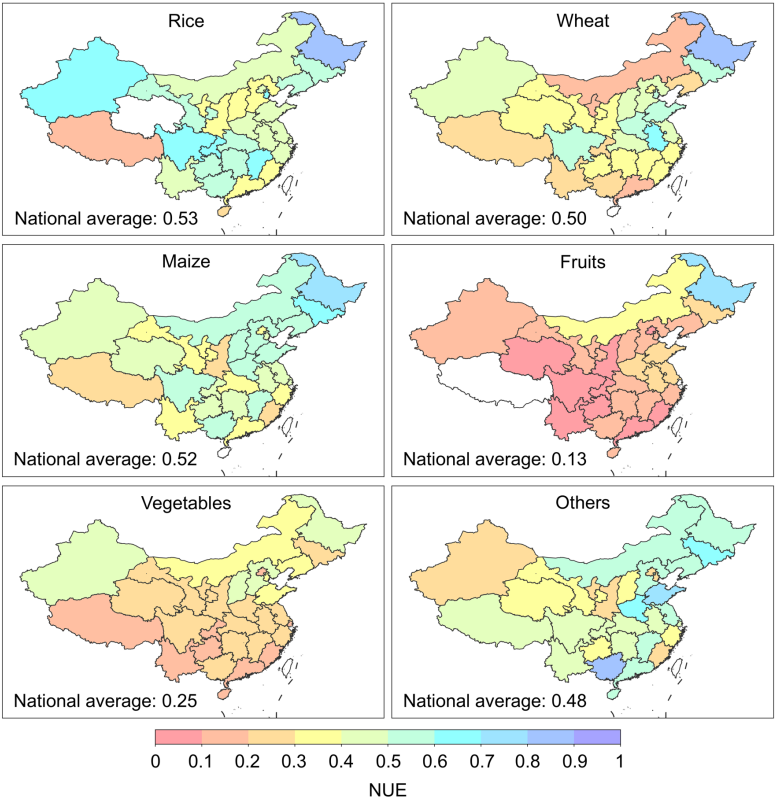 Rice
National average: 0.53
Wheat
National average: 0.50
Maize
National average: 0.52
Fruits
National average: 0.13
Vegetables
National average: 0.25
Others
National average: 0.48
0 0.1 0.2 0.3 0.4 0.5 0.6 0.7 0.8 0.9 1
NUE